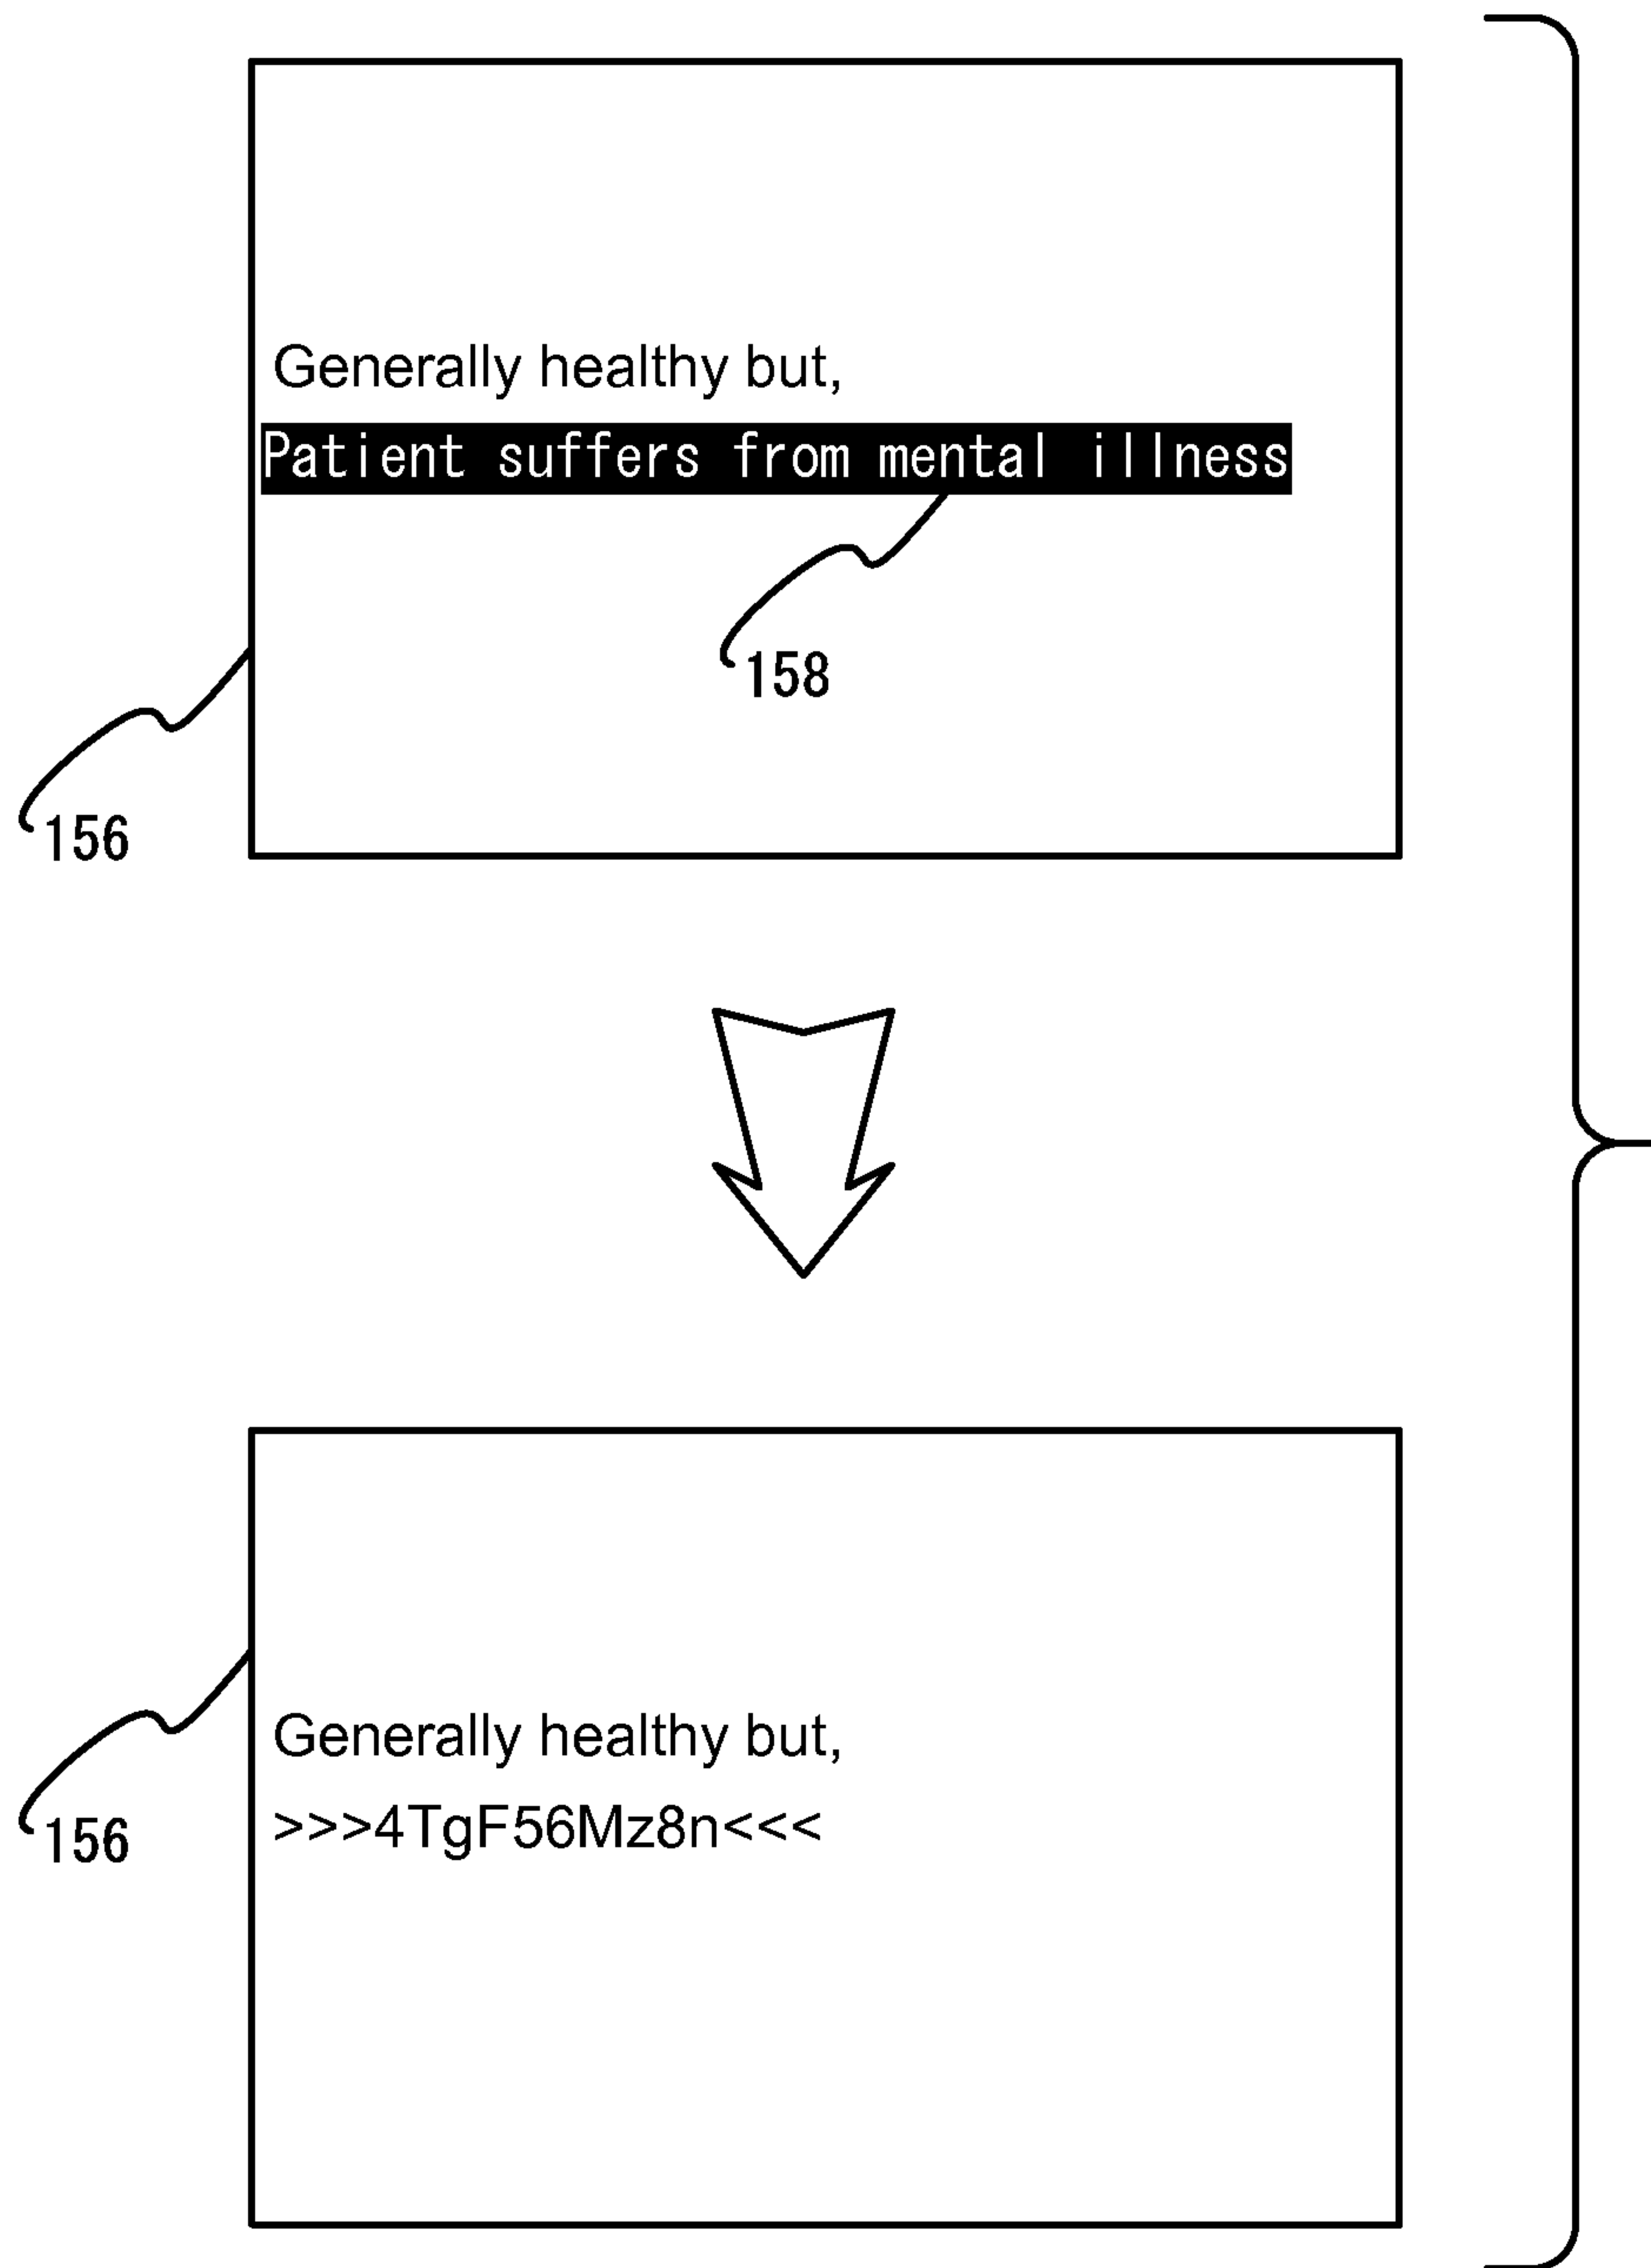 Generally healthy but,
Patient suffers from mental illness
158
156
Generally healthy but,
>>>4TgF56Mz8n<<<
156